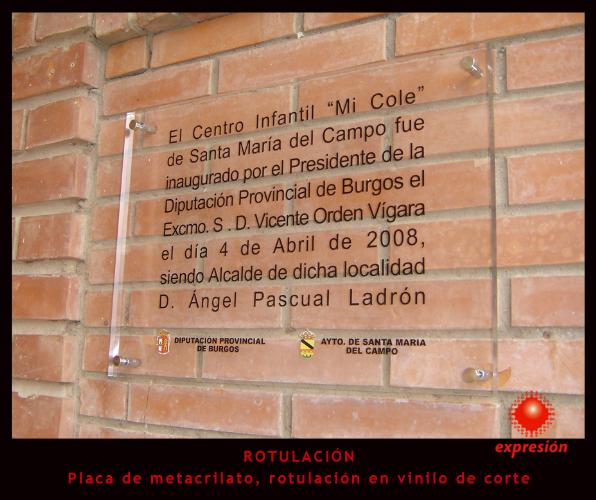 El Centro Infantil “Mi Cole”
de Santa María del Campo fue
inaugurado por el Presidente de la
Diputación Provincial de Burgos el
Excmo. S . D. Vicente Orden Vígara
el día 4 de Abril de 2008,
siendo Alcalde de dicha localidad
D. Ángel Pascual Ladrón
DIPUTACIÓN PROVINCIAL
DE BURGOS
AYTO. DE SANTA MARIA
DEL CAMPO
expresión
ROTULACIÓN
Placa de metacrilato, rotulación en vinilo de corte